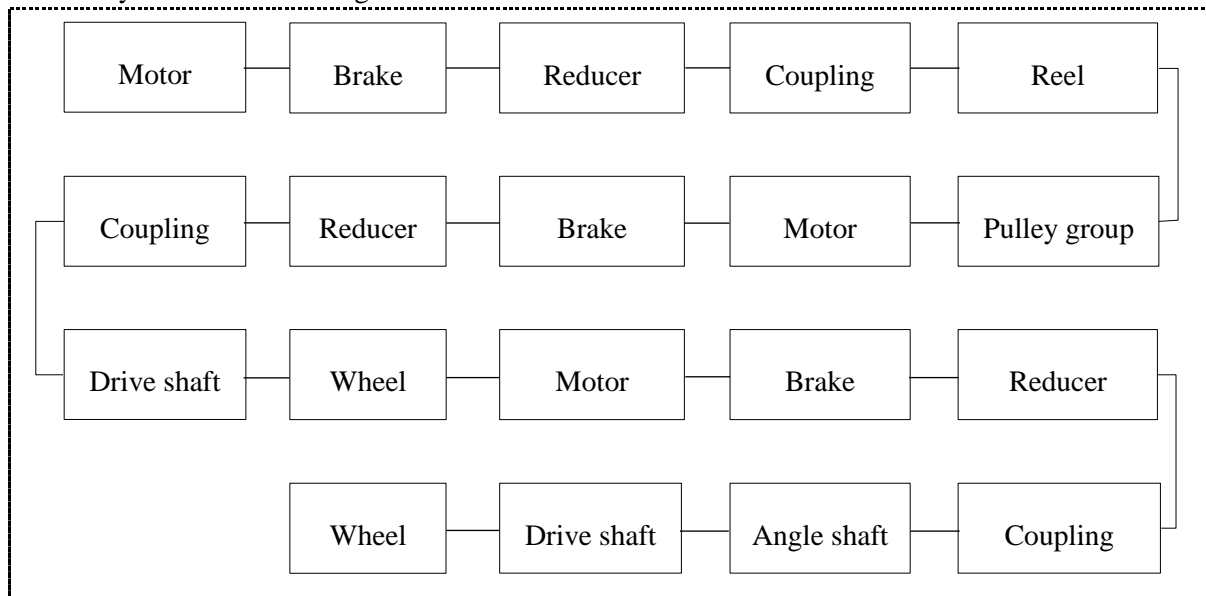 Motor Brake Reducer Coupling Reel
Coupling Reducer Brake Motor Pulley group
Drive shaft Wheel Motor Brake Reducer
Wheel Drive shaft Angle shaft Coupling